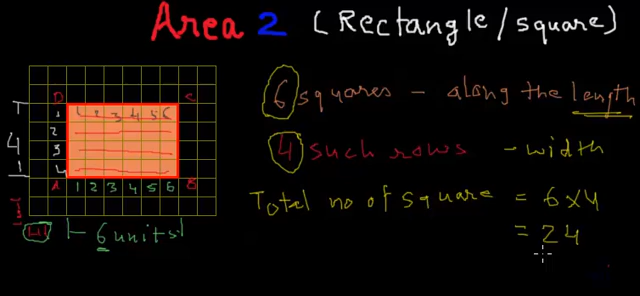 Area 2 (Rectangle/square)
D C
1 1 2 3 4 5 6
2
3
4
4
A 1 2 3 4 5 6 B
6 units
6 squares - along the length
4 such rows - width
Total no of square = 6 x 4
= 24